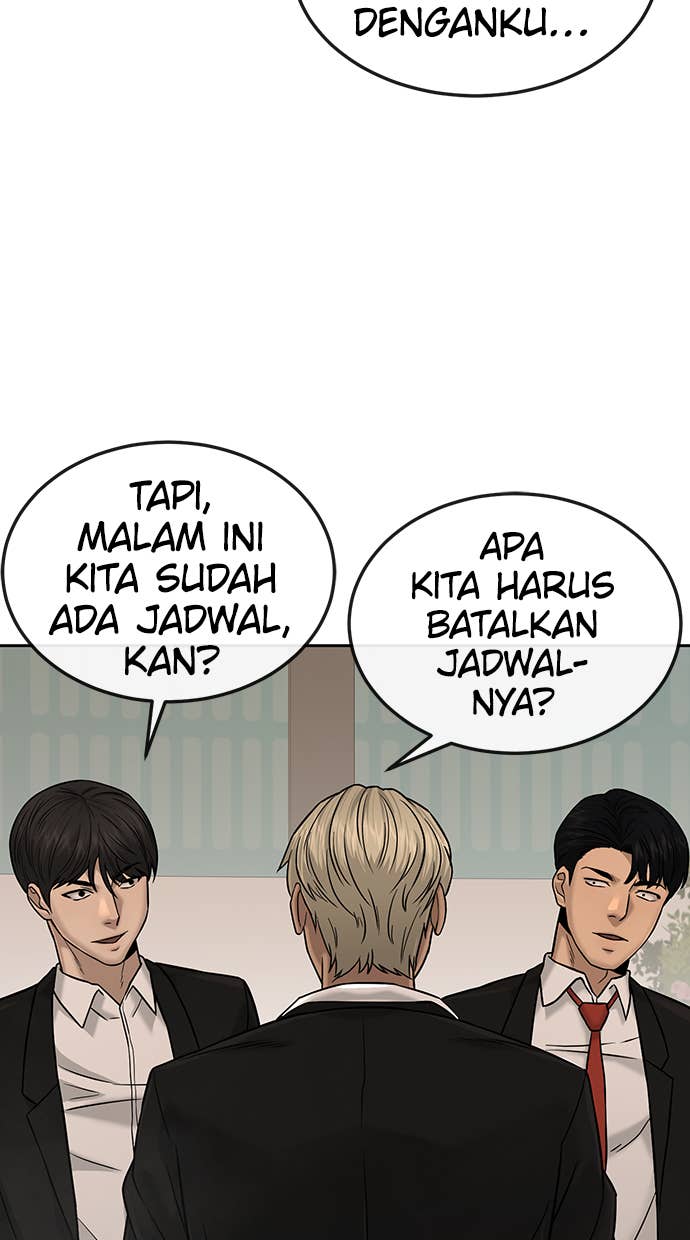 DENGANKU...
TAPI,
MALAM INI
KITA SUDAH
ADA JADWAL,
KAN?
APA
KITA HARUS
BATALKAN
JADWAL-
NYA?